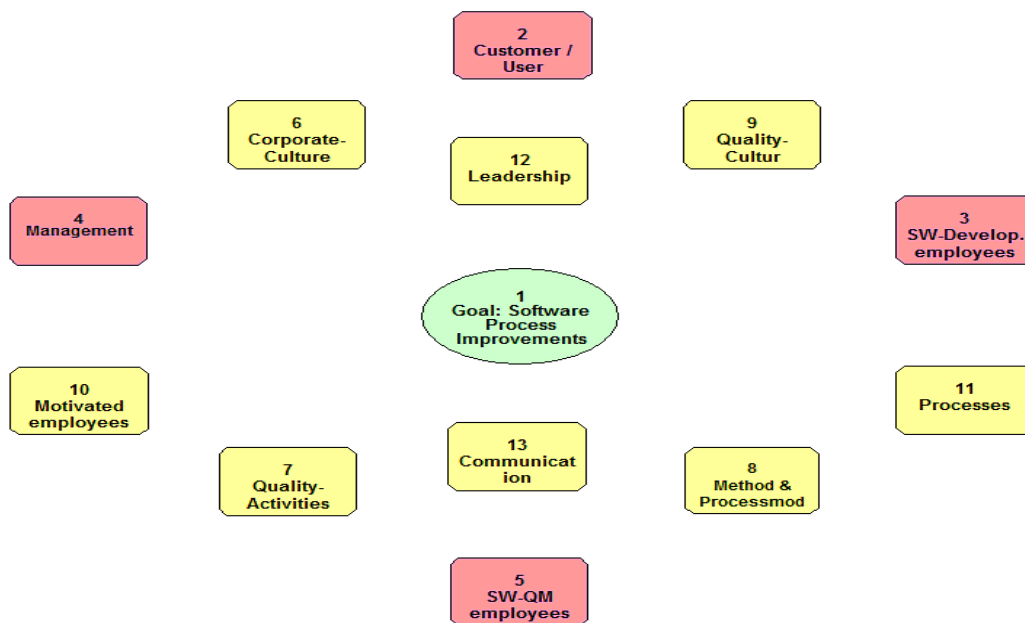 2
Customer /
User
6
Corporate-
Culture
9
Quality-
Cultur
12
Leadership
4
Management
3
SW-Develop.
employees
1
Goal: Software
Process
Improvements
10
Motivated
employees
11
Processes
13
Communicat
ion
7
Quality-
Activities
8
Method &
Processmod
5
SW-QM
employees